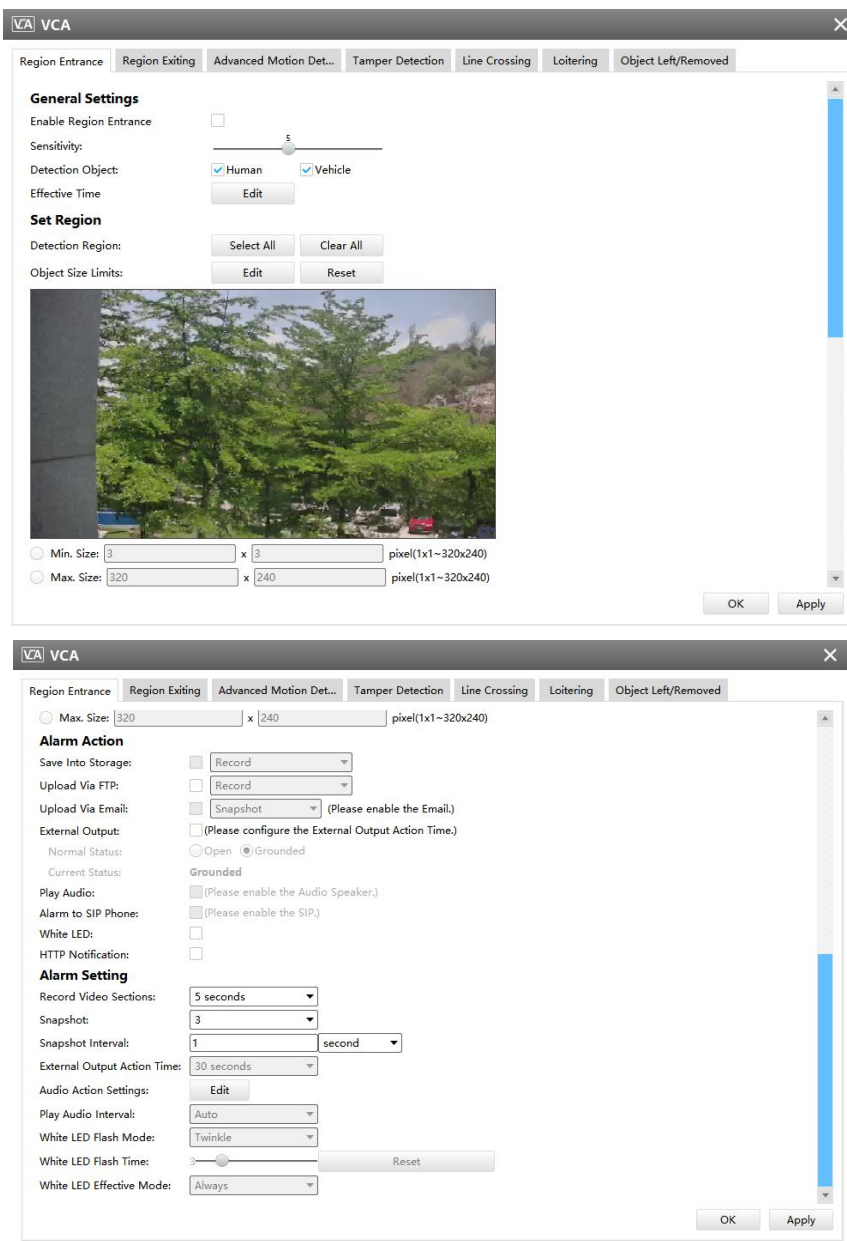 VCA VCA
Region Entrance Region Exiting Advanced Motion Det... Tamper Detection Line Crossing Loitering Object Left/Removed
General Settings
Enable Region Entrance
5
Sensitivity:
Detection Object: Human Vehicle
Effective Time Edit
Set Region
Detection Region: Select All Clear All
Object Size Limits: Edit Reset
Min. Size: 3 x 3 pixel(1x1~320x240)
Max. Size: 320 x 240 pixel(1x1~320x240)
OK Apply
VCA VCA
Region Entrance Region Exiting Advanced Motion Det... Tamper Detection Line Crossing Loitering Object Left/Removed
Max. Size: 320 x 240 pixel(1x1~320x240)
Alarm Action
Save Into Storage: Record
Upload Via FTP: Record
Upload Via Email: Snapshot (Please enable the Email.)
External Output: (Please configure the External Output Action Time.)
Normal Status: Open Grounded
Current Status: Grounded
Play Audio: (Please enable the Audio Speaker.)
Alarm to SIP Phone: (Please enable the SIP.)
White LED:
HTTP Notification:
Alarm Setting
Record Video Sections: 5 seconds
Snapshot: 3
Snapshot Interval: 1 second
External Output Action Time: 30 seconds
Audio Action Settings: Edit
Play Audio Interval: Auto
White LED Flash Mode: Twinkle
White LED Flash Time: 3 Reset
White LED Effective Mode: Always
OK Apply